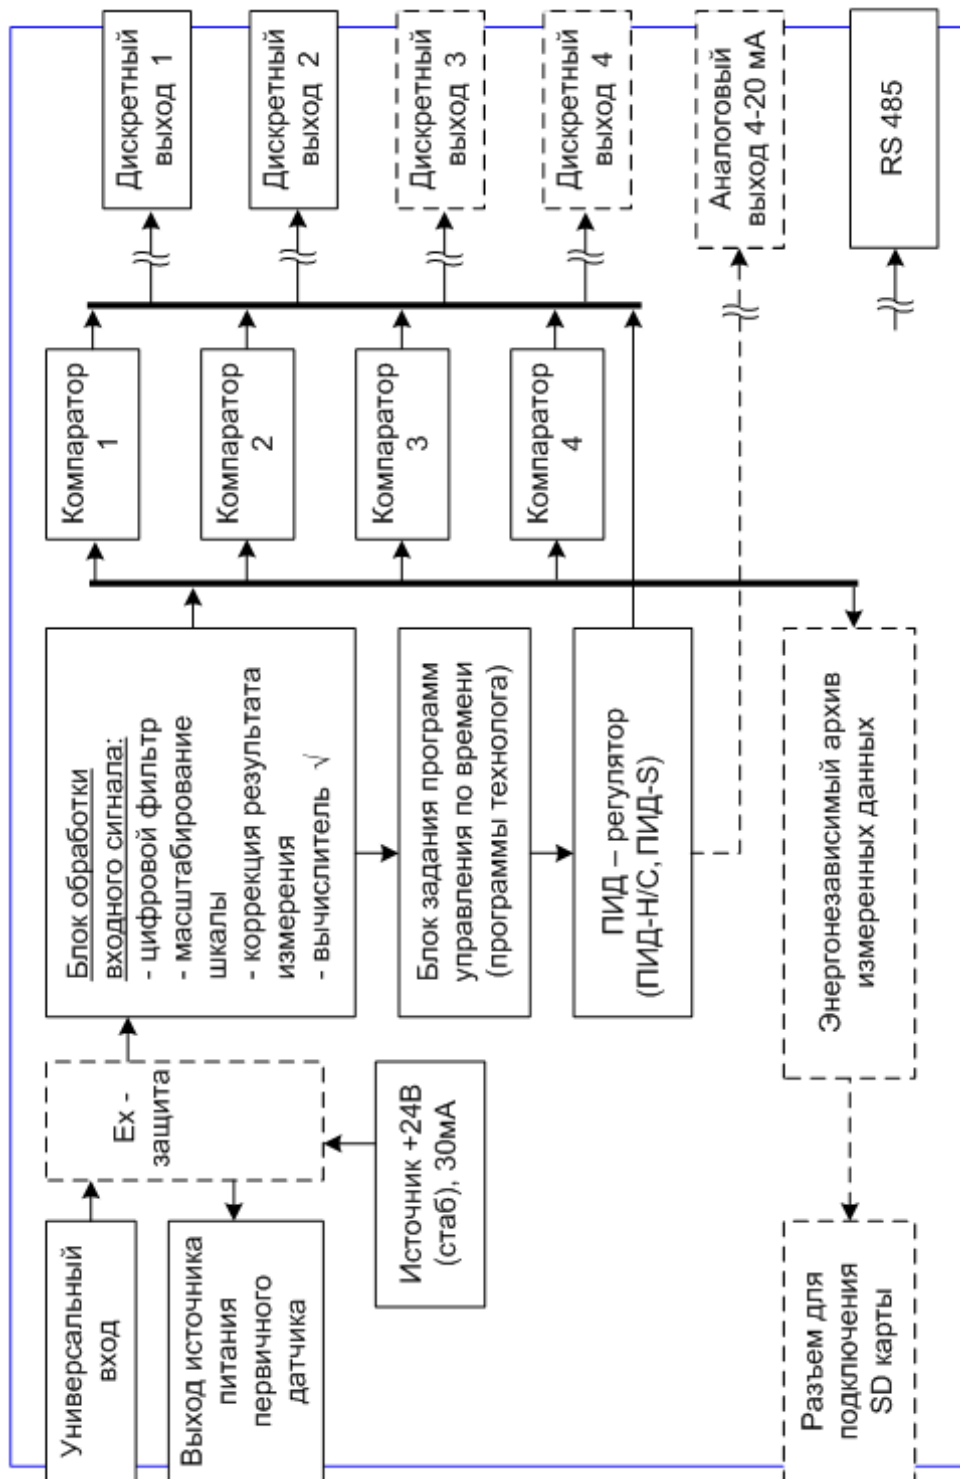 Универсальный
вход
Выход источника
питания
первичного
датчика
Ex -
защита
Источник +24В
(стаб), 30мА
Блок обработки
входного сигнала:
- цифровой фильтр
- масштабирование
шкалы
- коррекция результата
измерения
- вычислитель √
Блок задания программ
управления по времени
(программы технолога)
ПИД – регулятор
(ПИД-Н/С, ПИД-S)
Компаратор
1
Компаратор
2
Компаратор
3
Компаратор
4
Дискретный
выход 1
Дискретный
выход 2
Дискретный
выход 3
Дискретный
выход 4
Аналоговый
выход 4-20 мА
RS 485
Энергонезависимый архив
измеренных данных
Разъем для
подключения
SD карты